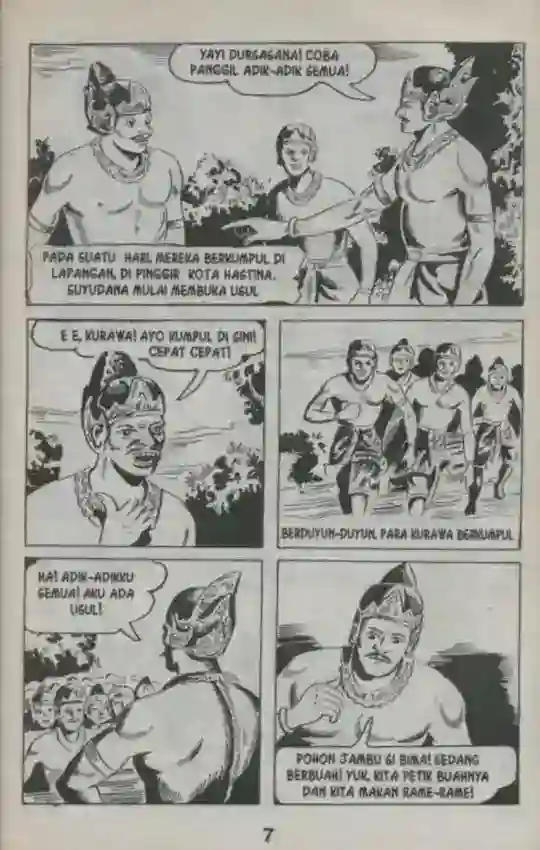 YAYI DURSASANA! COBA
PANGGIL ADIK-ADIK SEMUA!
PADA SUATU HARI, MEREKA BERKUMPUL DI
LAPANGAN, DI PINGGIR KOTA HASTINA.
SUYUDANA MULAI MEMBUKA USUL
E E, KURAWA! AYO KUMPUL DI SINI!
CEPAT CEPAT!
BERDUYUN-DUYUN, PARA KURAWA BERKUMPUL
HA! ADIK-ADIKKU
SEMUA! AKU ADA
USUL!
POHON JAMBU SI BIMA! SEDANG
BERBUAH! YUK, KITA PETIK BUAHNYA
DAN KITA MAKAN RAME-RAME!
7